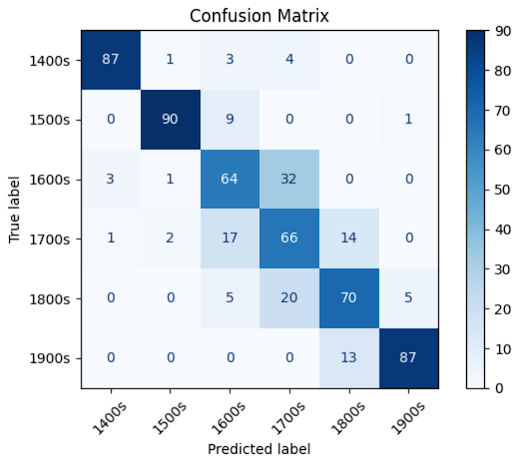 Confusion Matrix
True label
1400s 87 1 3 4 0 0
1500s 0 90 9 0 0 1
1600s 3 1 64 32 0 0
1700s 1 2 17 66 14 0
1800s 0 0 5 20 70 5
1900s 0 0 0 0 13 87
1400s 1500s 1600s 1700s 1800s 1900s
Predicted label
90
80
70
60
50
40
30
20
10
0